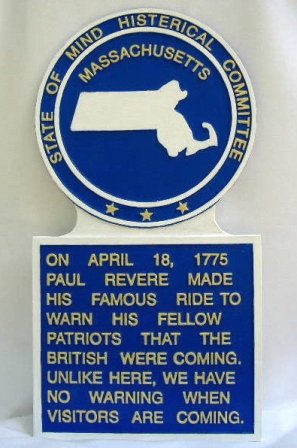 STATE OF MIND HISTERICAL COMMITTEE
MASSACHUSETTS
ON APRIL 18, 1775
PAUL REVERE MADE
HIS FAMOUS RIDE TO
WARN HIS FELLOW
PATRIOTS THAT THE
BRITISH WERE COMING.
UNLIKE HERE, WE HAVE
NO WARNING WHEN
VISITORS ARE COMING.